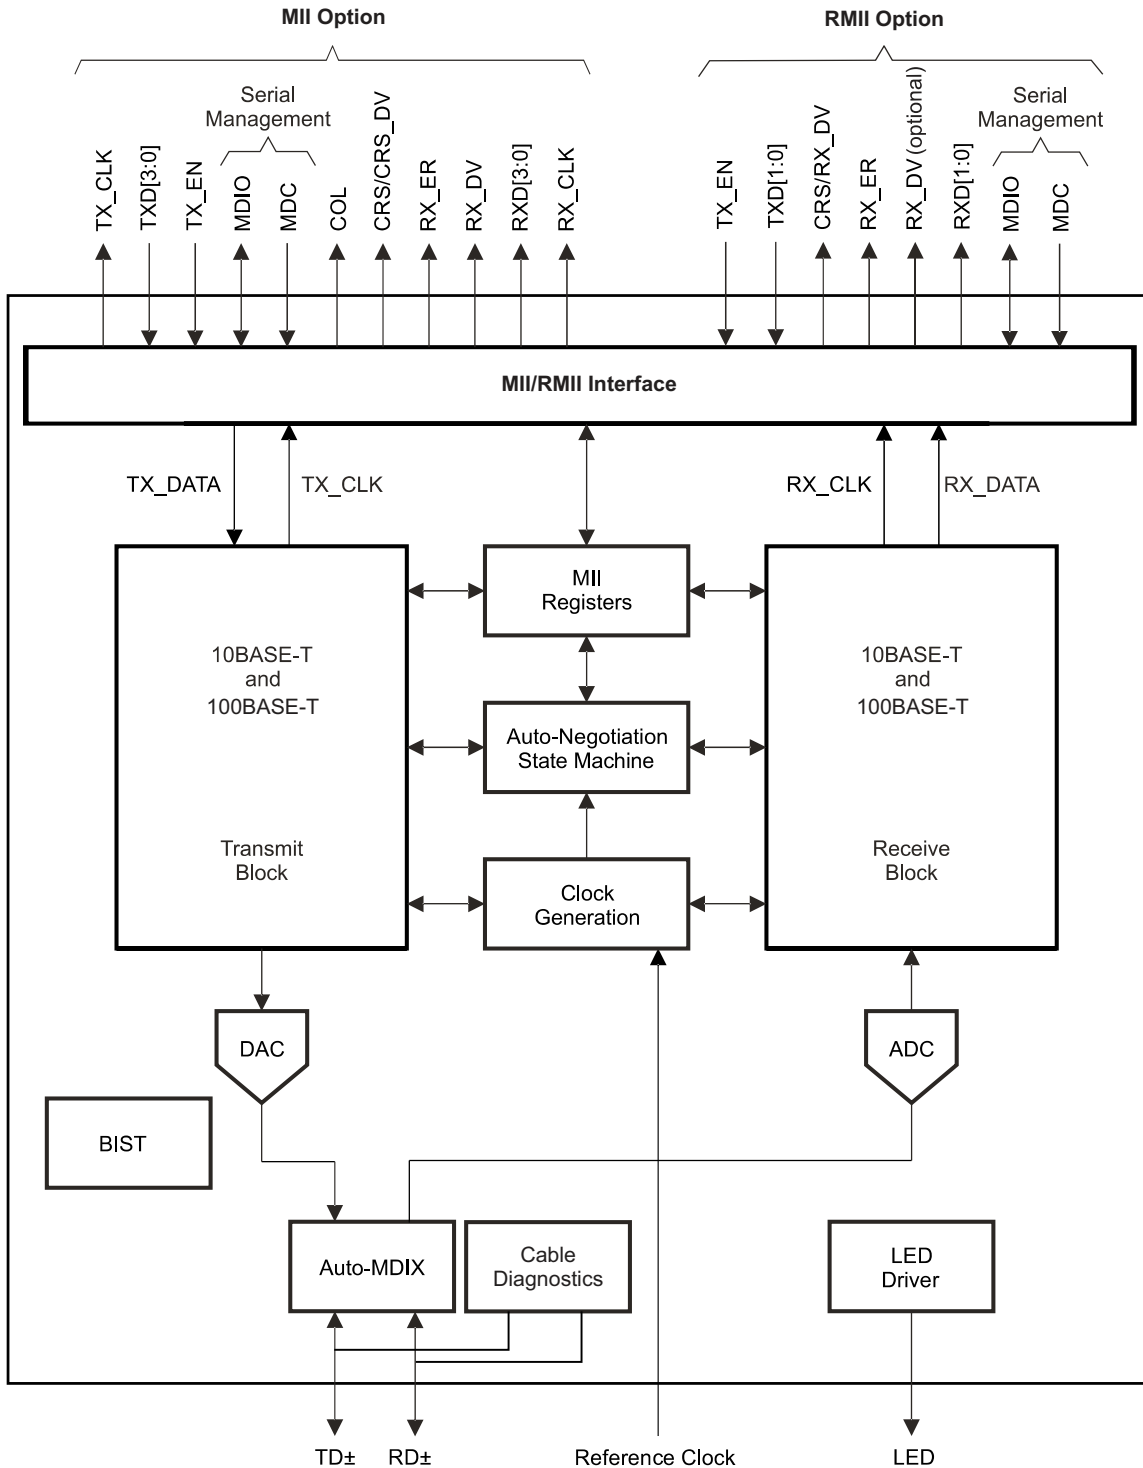 MII Option
RMII Option
Serial
Management
Serial
Management
TX_CLK
TXD[3:0]
TX_EN
MDIO
MDC
COL
CRS/CRS_DV
RX_ER
RX_DV
RXD[3:0]
RX_CLK
TX_EN
TXD[1:0]
CRS/RX_DV
RX_ER
RX_DV (optional)
RXD[1:0]
MDIO
MDC
MII/RMII Interface
TX_DATA
TX_CLK
RX_CLK
RX_DATA
10BASE-T
and
100BASE-T
Transmit
Block
MII
Registers
Auto-Negotiation
State Machine
Clock
Generation
10BASE-T
and
100BASE-T
Receive
Block
DAC
ADC
BIST
Auto-MDIX
Cable
Diagnostics
LED
Driver
TD±
RD±
Reference Clock
LED